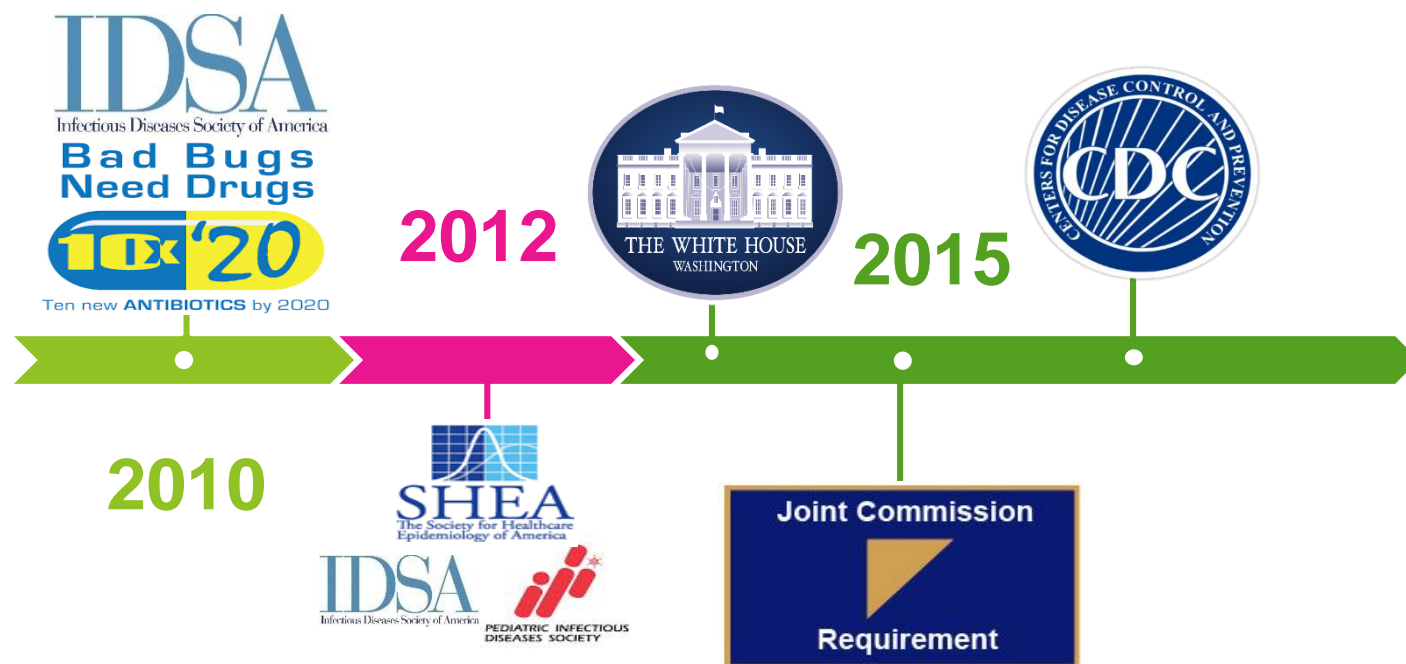 IDSA
Infectious Diseases Society of America
Bad Bugs
Need Drugs
10x '20
Ten new ANTIBIOTICS by 2020
2010
2012
SHEA
The Society for Healthcare
Epidemiology of America
IDSA
Infectious Diseases Society of America
PEDIATRIC INFECTIOUS
DISEASES SOCIETY
THE WHITE HOUSE
WASHINGTON
2015
Joint Commission
Requirement
CENTERS FOR DISEASE CONTROL AND PREVENTION
CDC